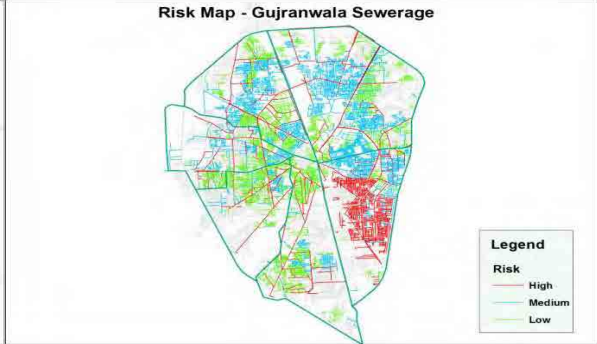 Risk Map - Gujranwala Sewerage
Legend
Risk
High
Medium
Low